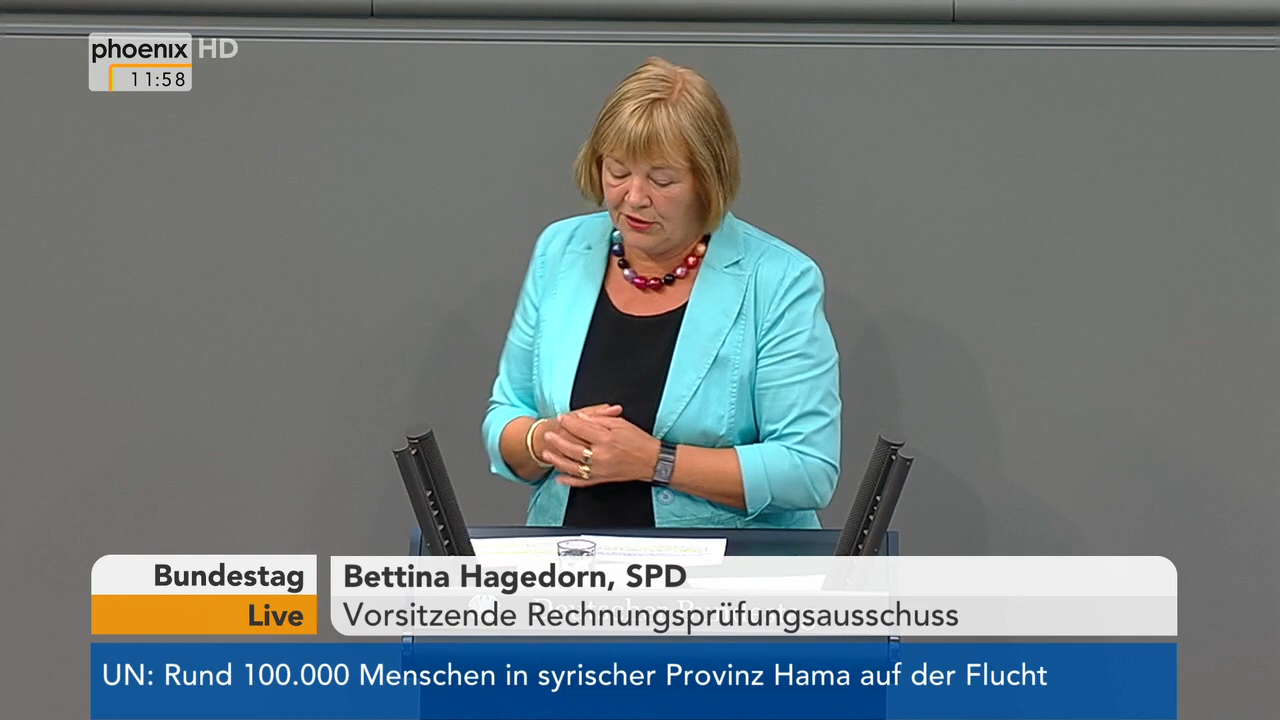 phoenix HD
11:58
Bundestag
Live
Bettina Hagedorn, SPD
Vorsitzende Rechnungsprüfungsausschuss
UN: Rund 100.000 Menschen in syrischer Provinz Hama auf der Flucht